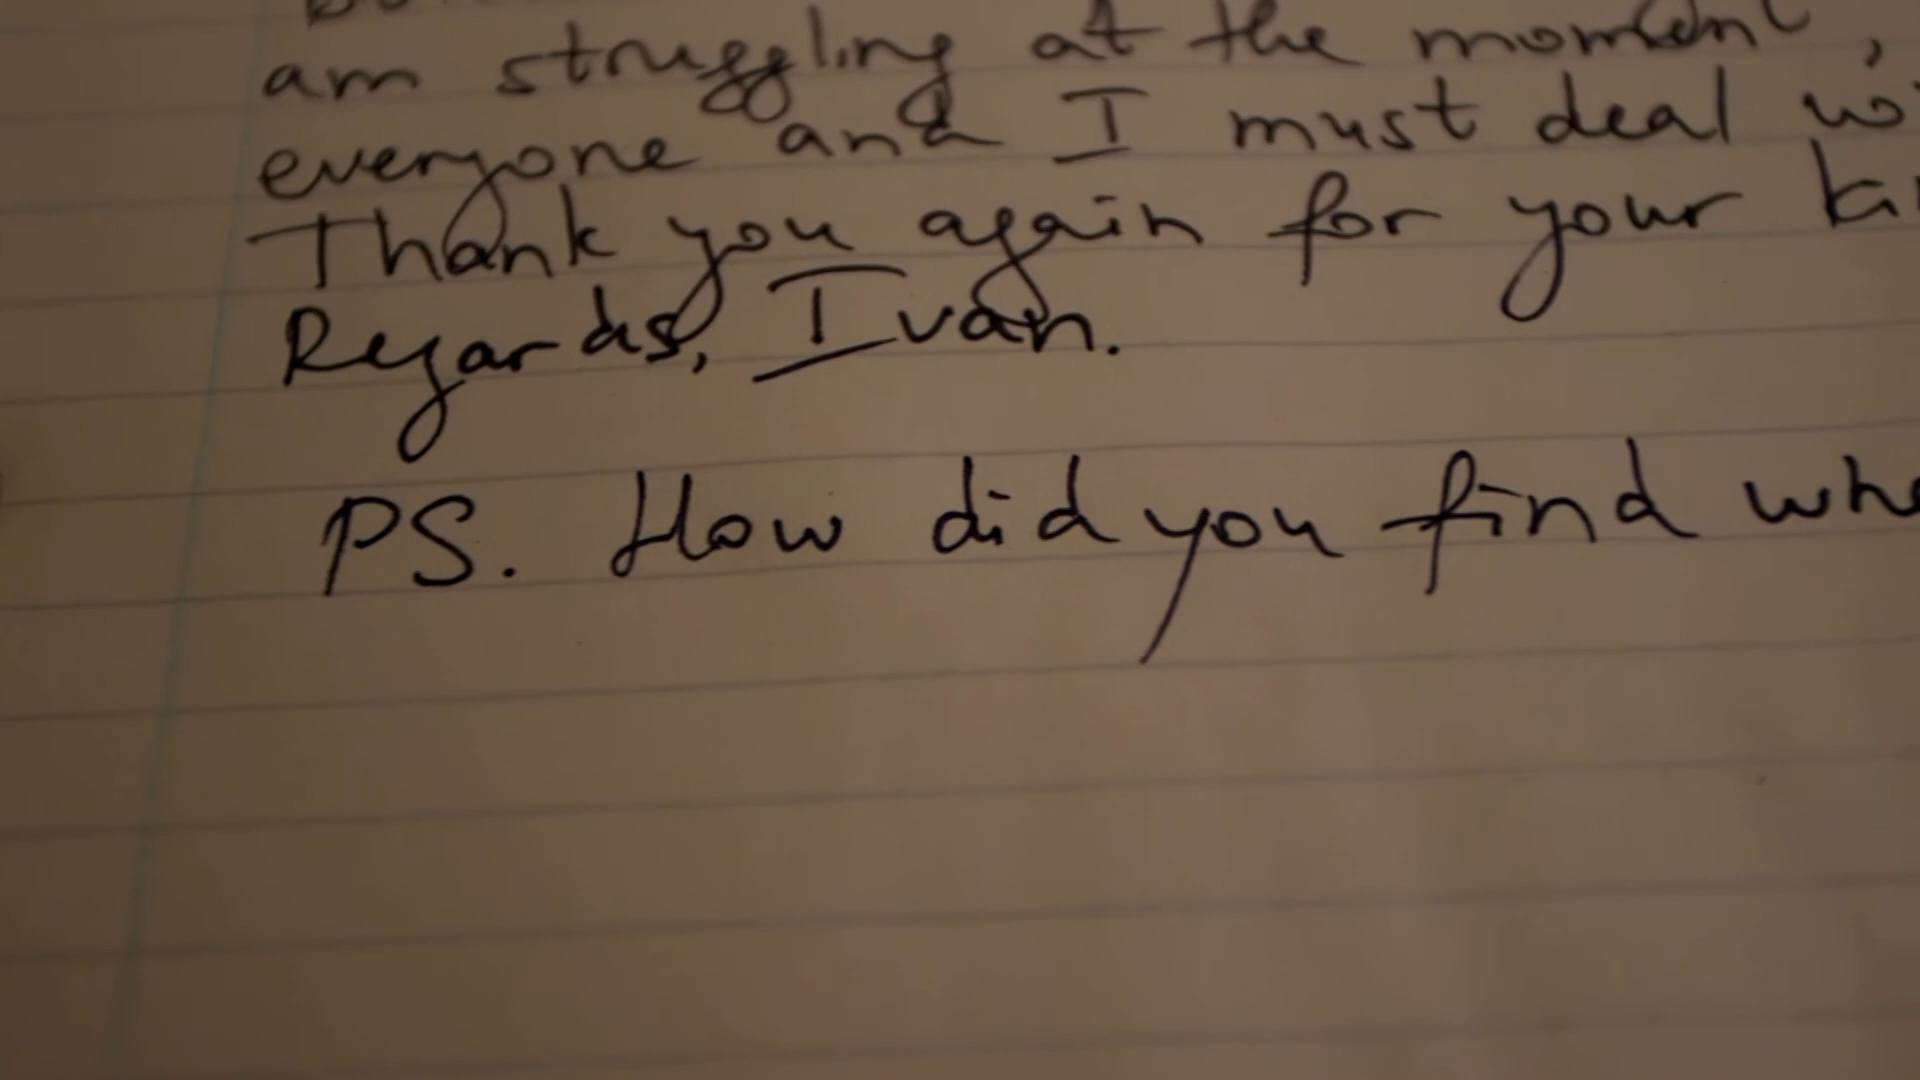 am struggling at the moment,
everyone and I must deal
Thank you again for your
Regards, Ivan.
PS. How did you find